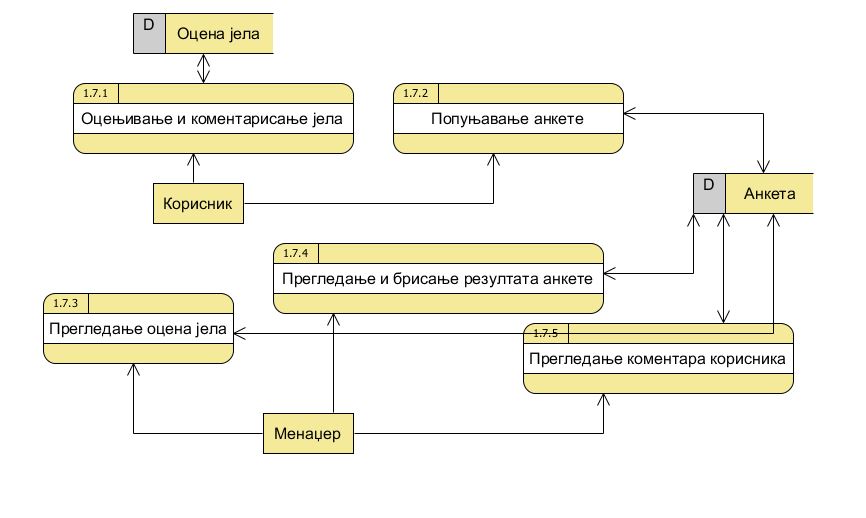 D
Оцена јела
1.7.1
Оцењивање и коментарисање јела
1.7.2
Попуњавање анкете
D
Анкета
Корисник
1.7.4
Прегледање и брисање резултата анкете
1.7.3
Прегледање оцена јела
1.7.5
Прегледање коментара корисника
Менаџер